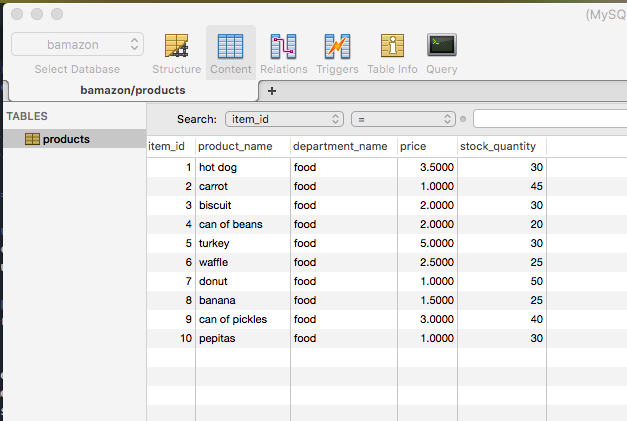 (MySQ
bamazon
Select Database Structure Content Relations Triggers Table Info Query
bamazon/products +
TABLES
products
Search: item_id =
item_id product_name department_name price stock_quantity
1 hot dog food 3.5000 30
2 carrot food 1.0000 45
3 biscuit food 2.0000 30
4 can of beans food 2.0000 20
5 turkey food 5.0000 30
6 waffle food 2.5000 25
7 donut food 1.0000 50
8 banana food 1.5000 25
9 can of pickles food 3.0000 40
10 pepitas food 1.0000 30